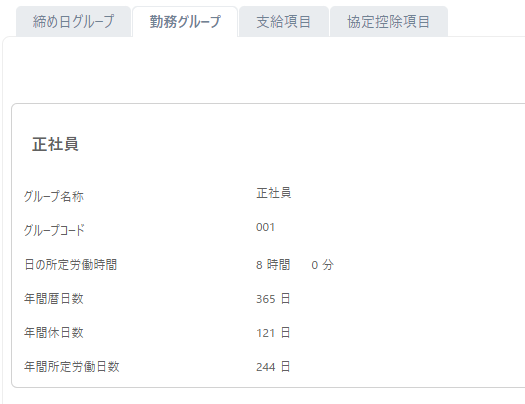 締め日グループ 勤務グループ 支給項目 協定控除項目
正社員
グループ名称 正社員
グループコード 001
日の所定労働時間 8 時間 0 分
年間暦日数 365 日
年間休日数 121 日
年間所定労働日数 244 日